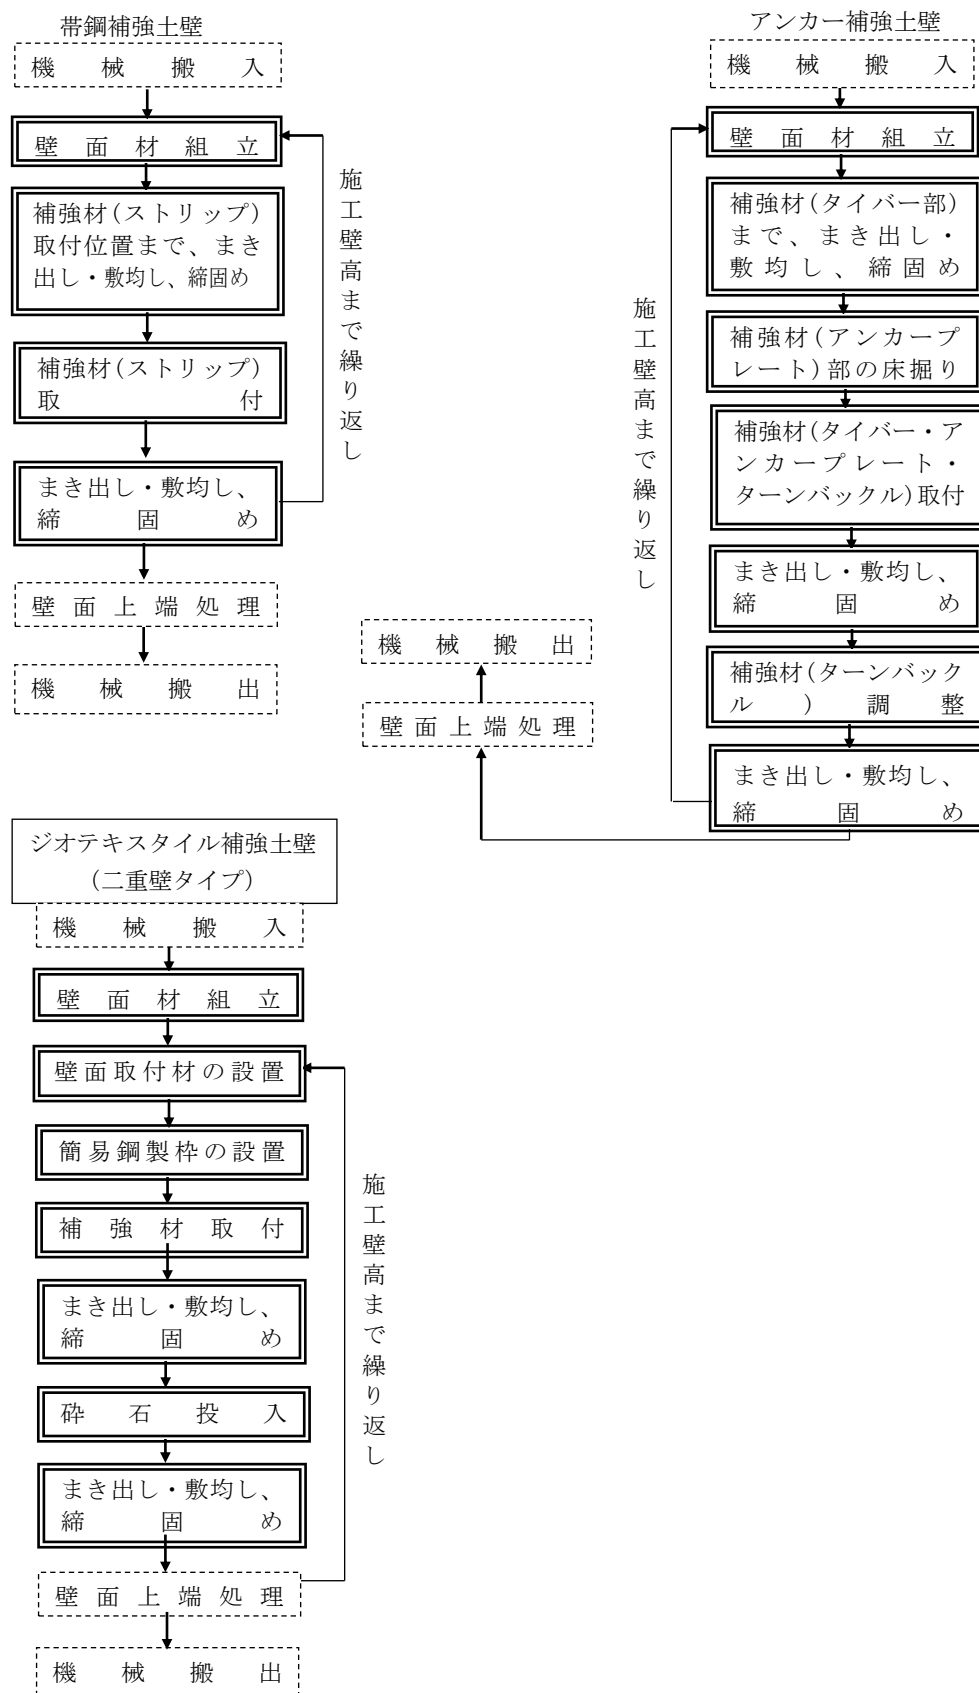 帯鋼補強土壁
機械搬入
壁面材組立
補強材(ストリップ)
取付位置まで、まき
出し・敷均し、締固め
補強材(ストリップ)
取付
まき出し・敷均し、
締固め
壁面上端処理
機械搬出
施工壁高まで繰り返し
アンカー補強土壁
機械搬入
壁面材組立
補強材(タイバー部)
まで、まき出し・
敷均し、締固め
補強材(アンカープ
レート)部の床掘り
補強材(タイバー・ア
ンカープレート・
ターンバックル)取付
まき出し・敷均し、
締固め
補強材(ターンバック
ル)調整
まき出し・敷均し、
締固め
施工壁高まで繰り返し
壁面上端処理
機械搬出
ジオテキスタイル補強土壁
(二重壁タイプ)
機械搬入
壁面材組立
壁面取付材の設置
簡易鋼製枠の設置
補強材取付
まき出し・敷均し、
締固め
砕石投入
まき出し・敷均し、
締固め
壁面上端処理
機械搬出
施工壁高まで繰り返し